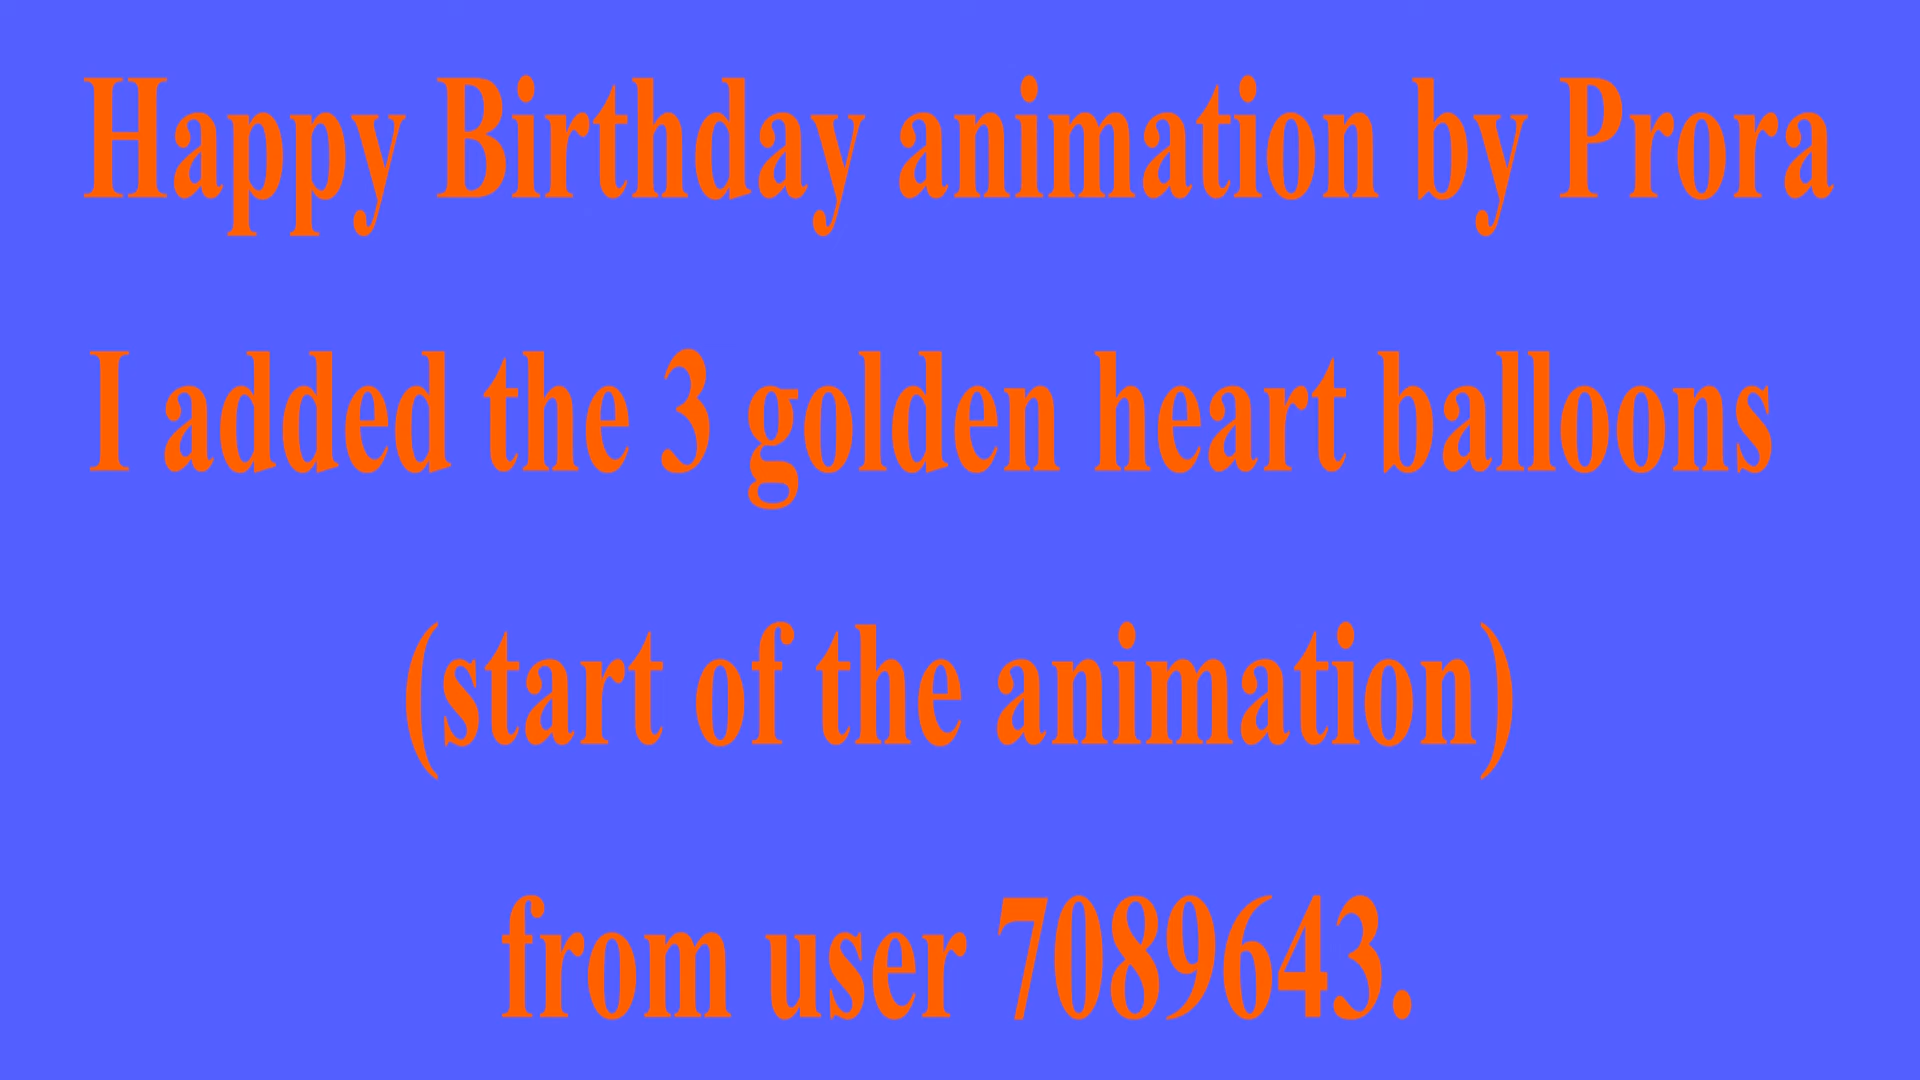 Happy Birthday animation by Prora
I added the 3 golden heart balloons
(start of the animation)
from user 7089643.